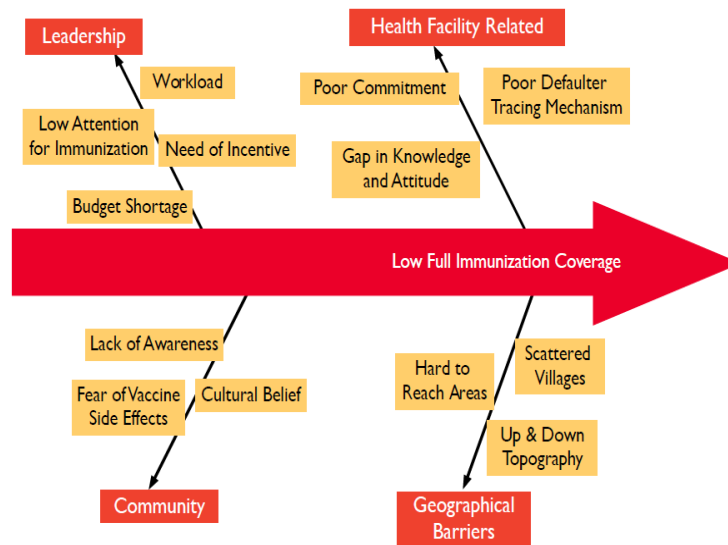 Leadership
Health Facility Related
Workload
Poor Commitment
Poor Defaulter
Tracing Mechanism
Low Attention
for Immunization
Need of Incentive
Gap in Knowledge
and Attitude
Budget Shortage
Low Full Immunization Coverage
Lack of Awareness
Fear of Vaccine
Side Effects
Cultural Belief
Hard to
Reach Areas
Scattered
Villages
Up & Down
Topography
Community
Geographical
Barriers